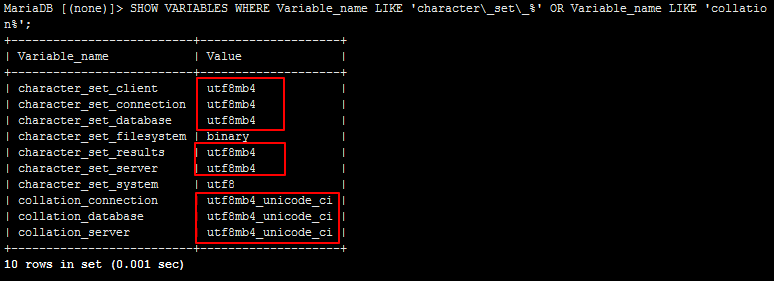 MariaDB [(none)]> SHOW VARIABLES WHERE Variable_name LIKE 'character\_set\_%' OR Variable_name LIKE 'collatio
n%';
+--------------------------+--------------------+
| Variable_name            | Value              |
+--------------------------+--------------------+
| character_set_client     | utf8mb4            |
| character_set_connection | utf8mb4            |
| character_set_database   | utf8mb4            |
| character_set_filesystem | binary             |
| character_set_results    | utf8mb4            |
| character_set_server     | utf8mb4            |
| character_set_system     | utf8               |
| collation_connection     | utf8mb4_unicode_ci |
| collation_database       | utf8mb4_unicode_ci |
| collation_server         | utf8mb4_unicode_ci |
+--------------------------+--------------------+
10 rows in set (0.001 sec)